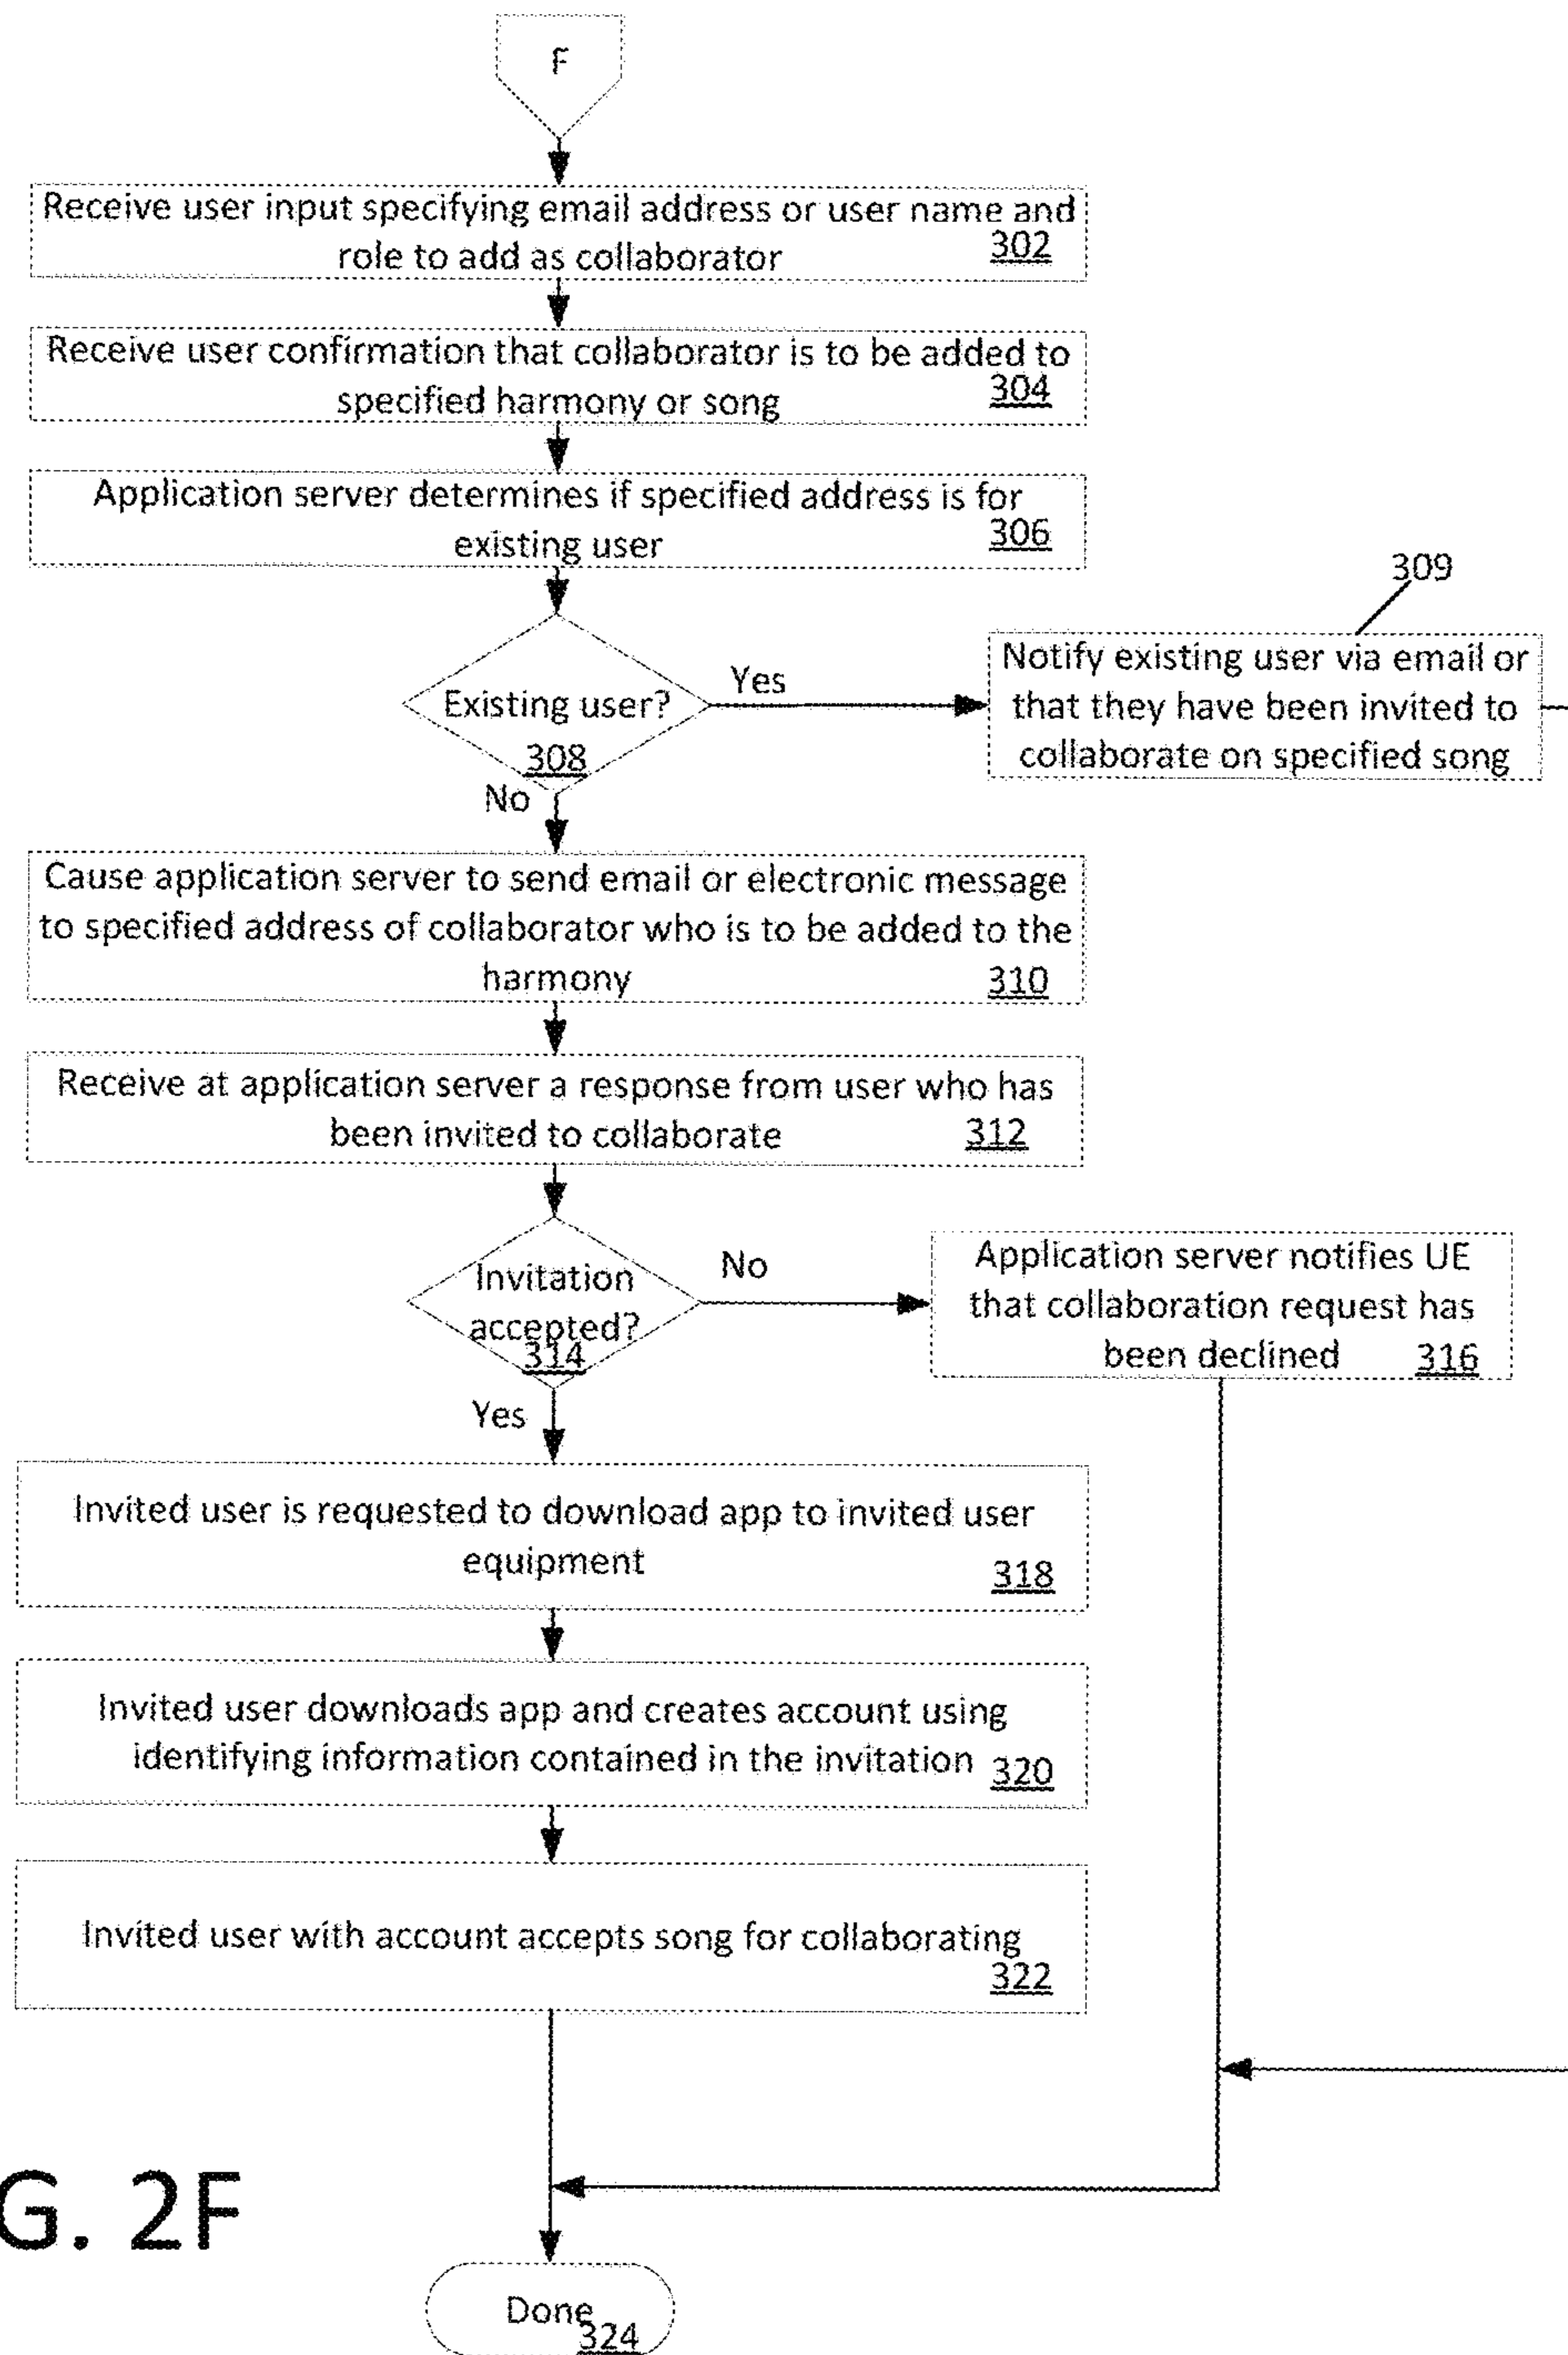 F
Receive user input specifying email address or user name and
role to add as collaborator 302
Receive user confirmation that collaborator is to be added to
specified harmony or song 304
Application server determines if specified address is for
existing user 306
309
Existing user?
308
Yes
No
Notify existing user via email or
that they have been invited to
collaborate on specified song
Cause application server to send email or electronic message
to specified address of collaborator who is to be added to the
harmony 310
Receive at application server a response from user who has
been invited to collaborate 312
Invitation
accepted?
314
No
Yes
Application server notifies UE
that collaboration request has
been declined 316
Invited user is requested to download app to invited user
equipment 318
Invited user downloads app and creates account using
identifying information contained in the invitation 320
Invited user with account accepts song for collaborating
322
G. 2F
Done
324